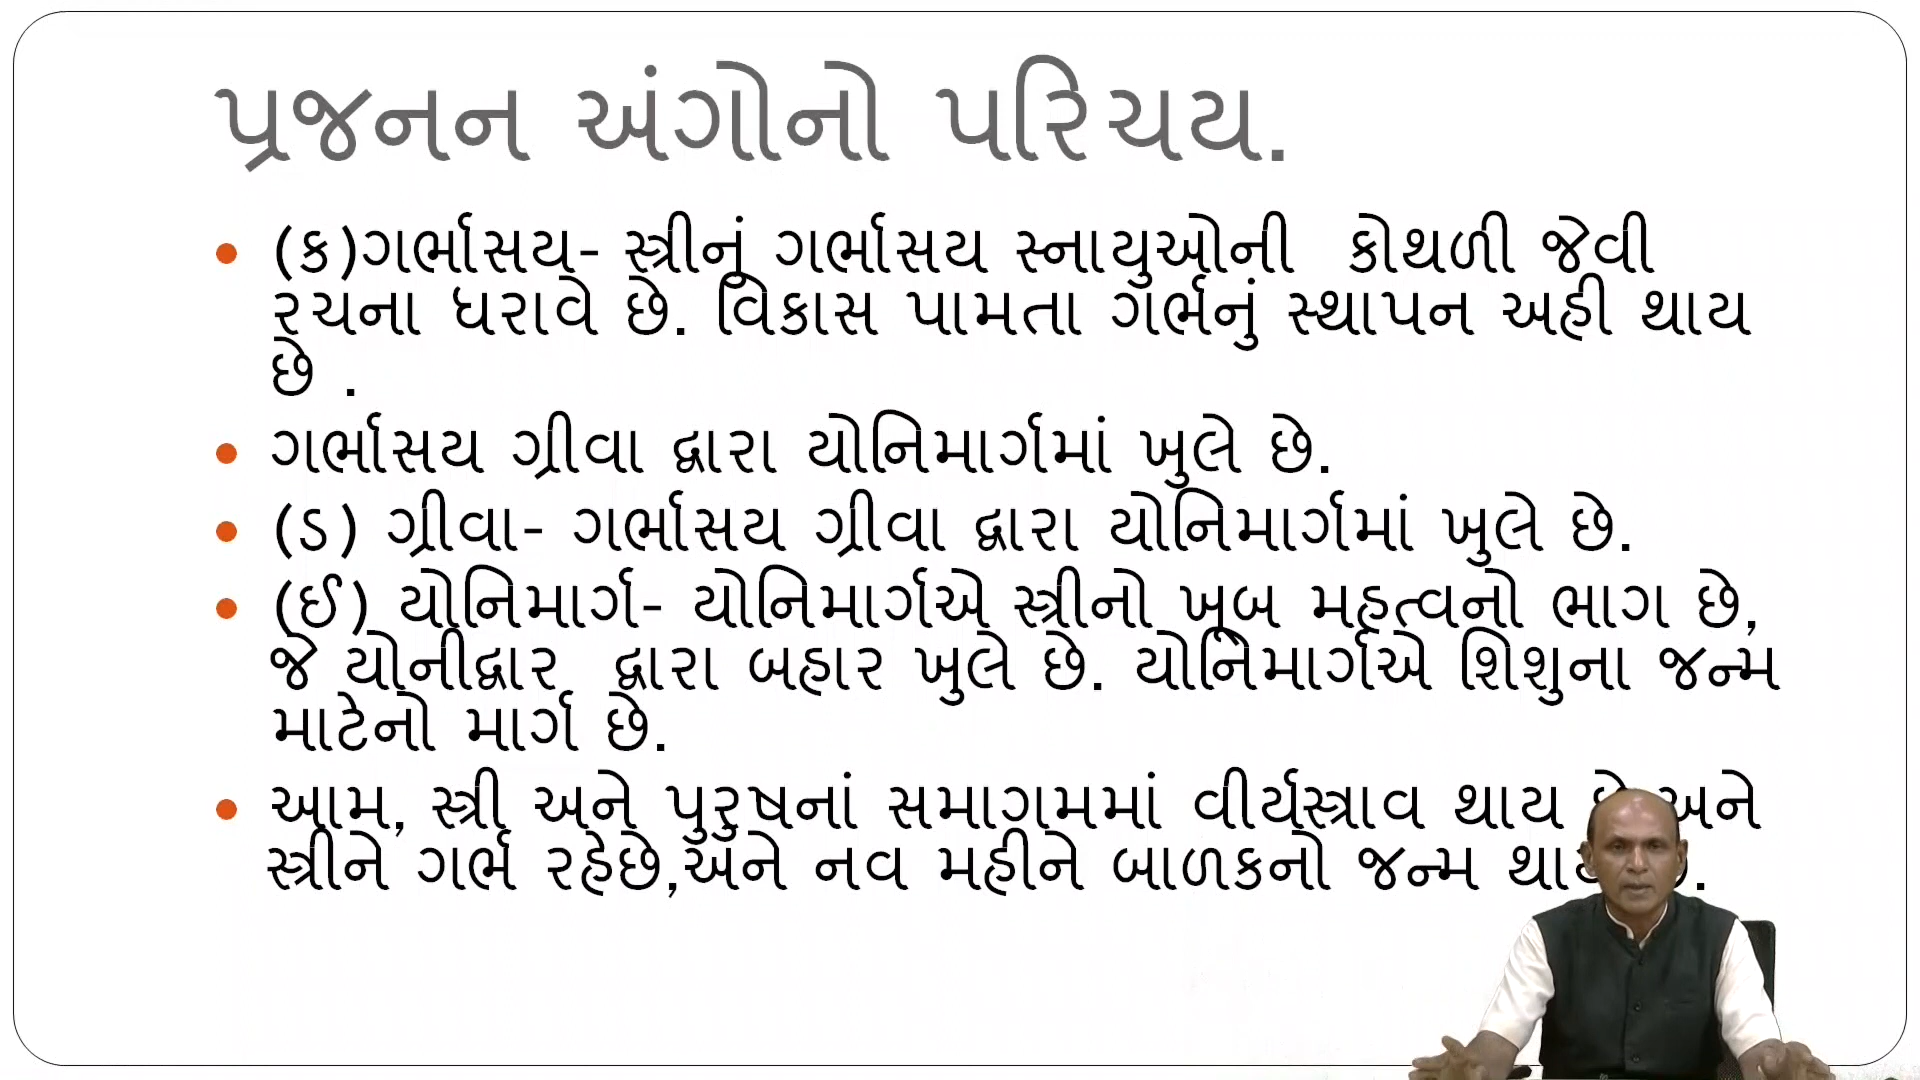 પ્રજનન અંગોનો પરિચય.
(ક)ગર્ભાસય- સ્ત્રીનું ગર્ભાસય સ્નાયુઓની કોથળી જેવી
રચના ધરાવે છે. વિકાસ પામતા ગર્ભનું સ્થાપન અહી થાય
છે .
ગર્ભાસય ગ્રીવા દ્વારા યોનિમાર્ગમાં ખુલે છે.
(ડ) ગ્રીવા- ગર્ભાસય ગ્રીવા દ્વારા યોનિમાર્ગમાં ખુલે છે.
(ઈ) યોનિમાર્ગ- યોનિમાર્ગએ સ્ત્રીનો ખૂબ મહત્વનો ભાગ છે,
જે યોનીદ્વાર દ્વારા બહાર ખુલે છે. યોનિમાર્ગએ શિશુના જન્મ
માટેનો માર્ગ છે.
આમ, સ્ત્રી અને પુરુષનાં સમાગમમાં વીર્યસ્ત્રાવ થાય અને
સ્ત્રીને ગર્ભ રહેછે,અને નવ મહીને બાળકનો જન્મ